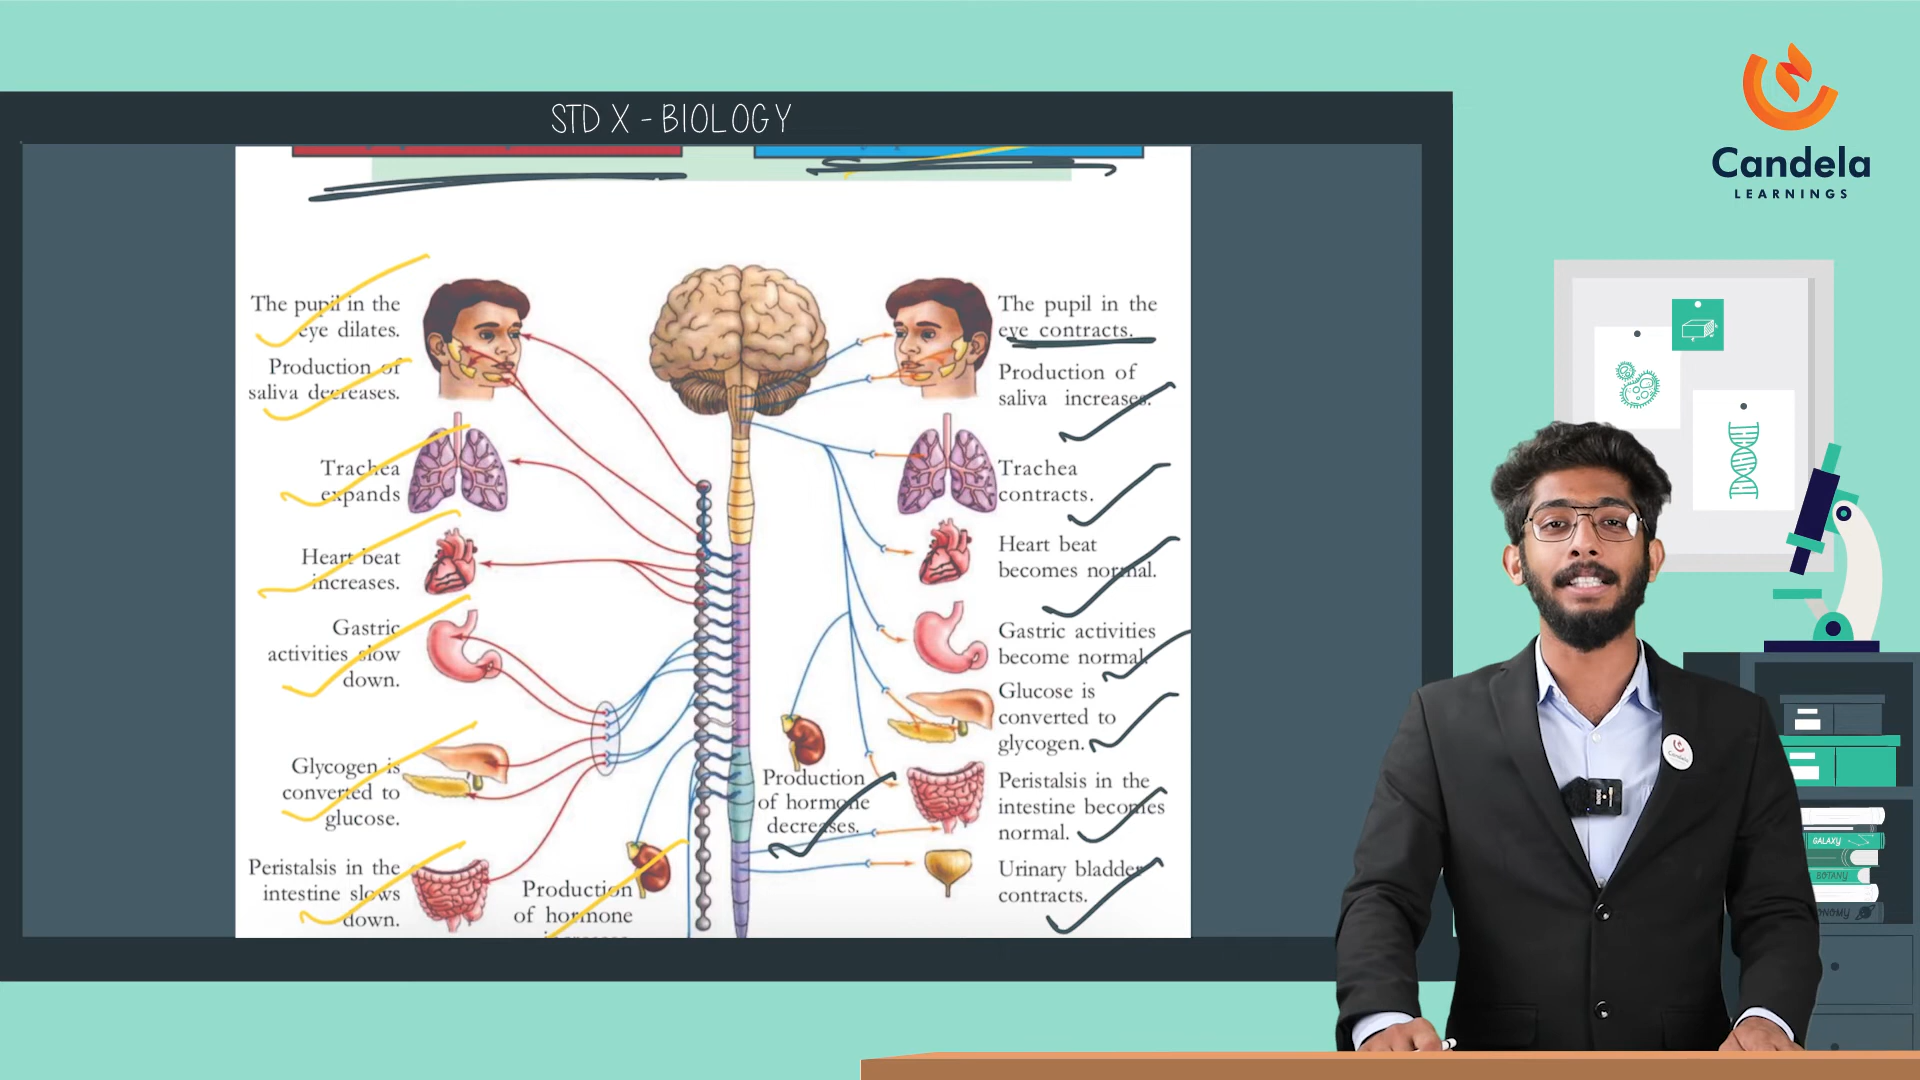 STD X - BIOLOGY
Candela
LEARNINGS
The pupil in the
eye dilates.
Production of
saliva decreases.
Trachea
expands
Heart beat
increases.
Gastric
activities slow
down.
Glycogen is
converted to
glucose.
Peristalsis in the
intestine slows
down.
Production
of hormone
Production
of hormone
decreases.
The pupil in the
eye contracts.
Production of
saliva increases.
Trachea
contracts.
Heart beat
becomes normal.
Gastric activities
become normal.
Glucose is
converted to
glycogen.
Peristalsis in the
intestine becomes
normal.
Urinary bladder
contracts.
GALAXY
BOTANY